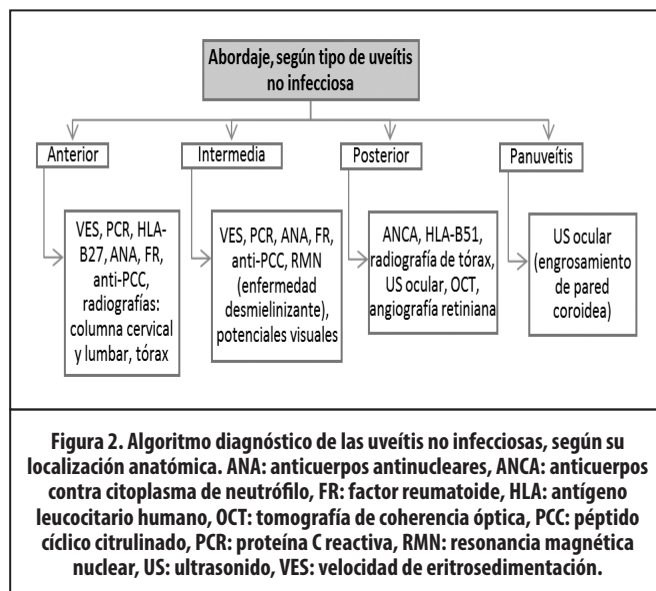 Abordaje, según tipo de uveítis
no infecciosa
Anterior
Intermedia
Posterior
Panuveítis
VES, PCR, HLA-
B27, ANA, FR,
anti-PCC,
radiografías:
columna cervical
y lumbar, tórax
VES, PCR, ANA, FR,
anti-PCC, RMN
(enfermedad
desmielinizante),
potenciales visuales
ANCA, HLA-B51,
radiografía de tórax,
US ocular, OCT,
angiografía retiniana
US ocular
(engrosamiento
de pared
coroidea)
Figura 2. Algoritmo diagnóstico de las uveítis no infecciosas, según su
localización anatómica. ANA: anticuerpos antinucleares, ANCA: anticuerpos
contra citoplasma de neutrófilo, FR: factor reumatoide, HLA: antígeno
leucocitario humano, OCT: tomografía de coherencia óptica, PCC: péptido
cíclico citrulinado, PCR: proteína C reactiva, RMN: resonancia magnética
nuclear, US: ultrasonido, VES: velocidad de eritrosedimentación.